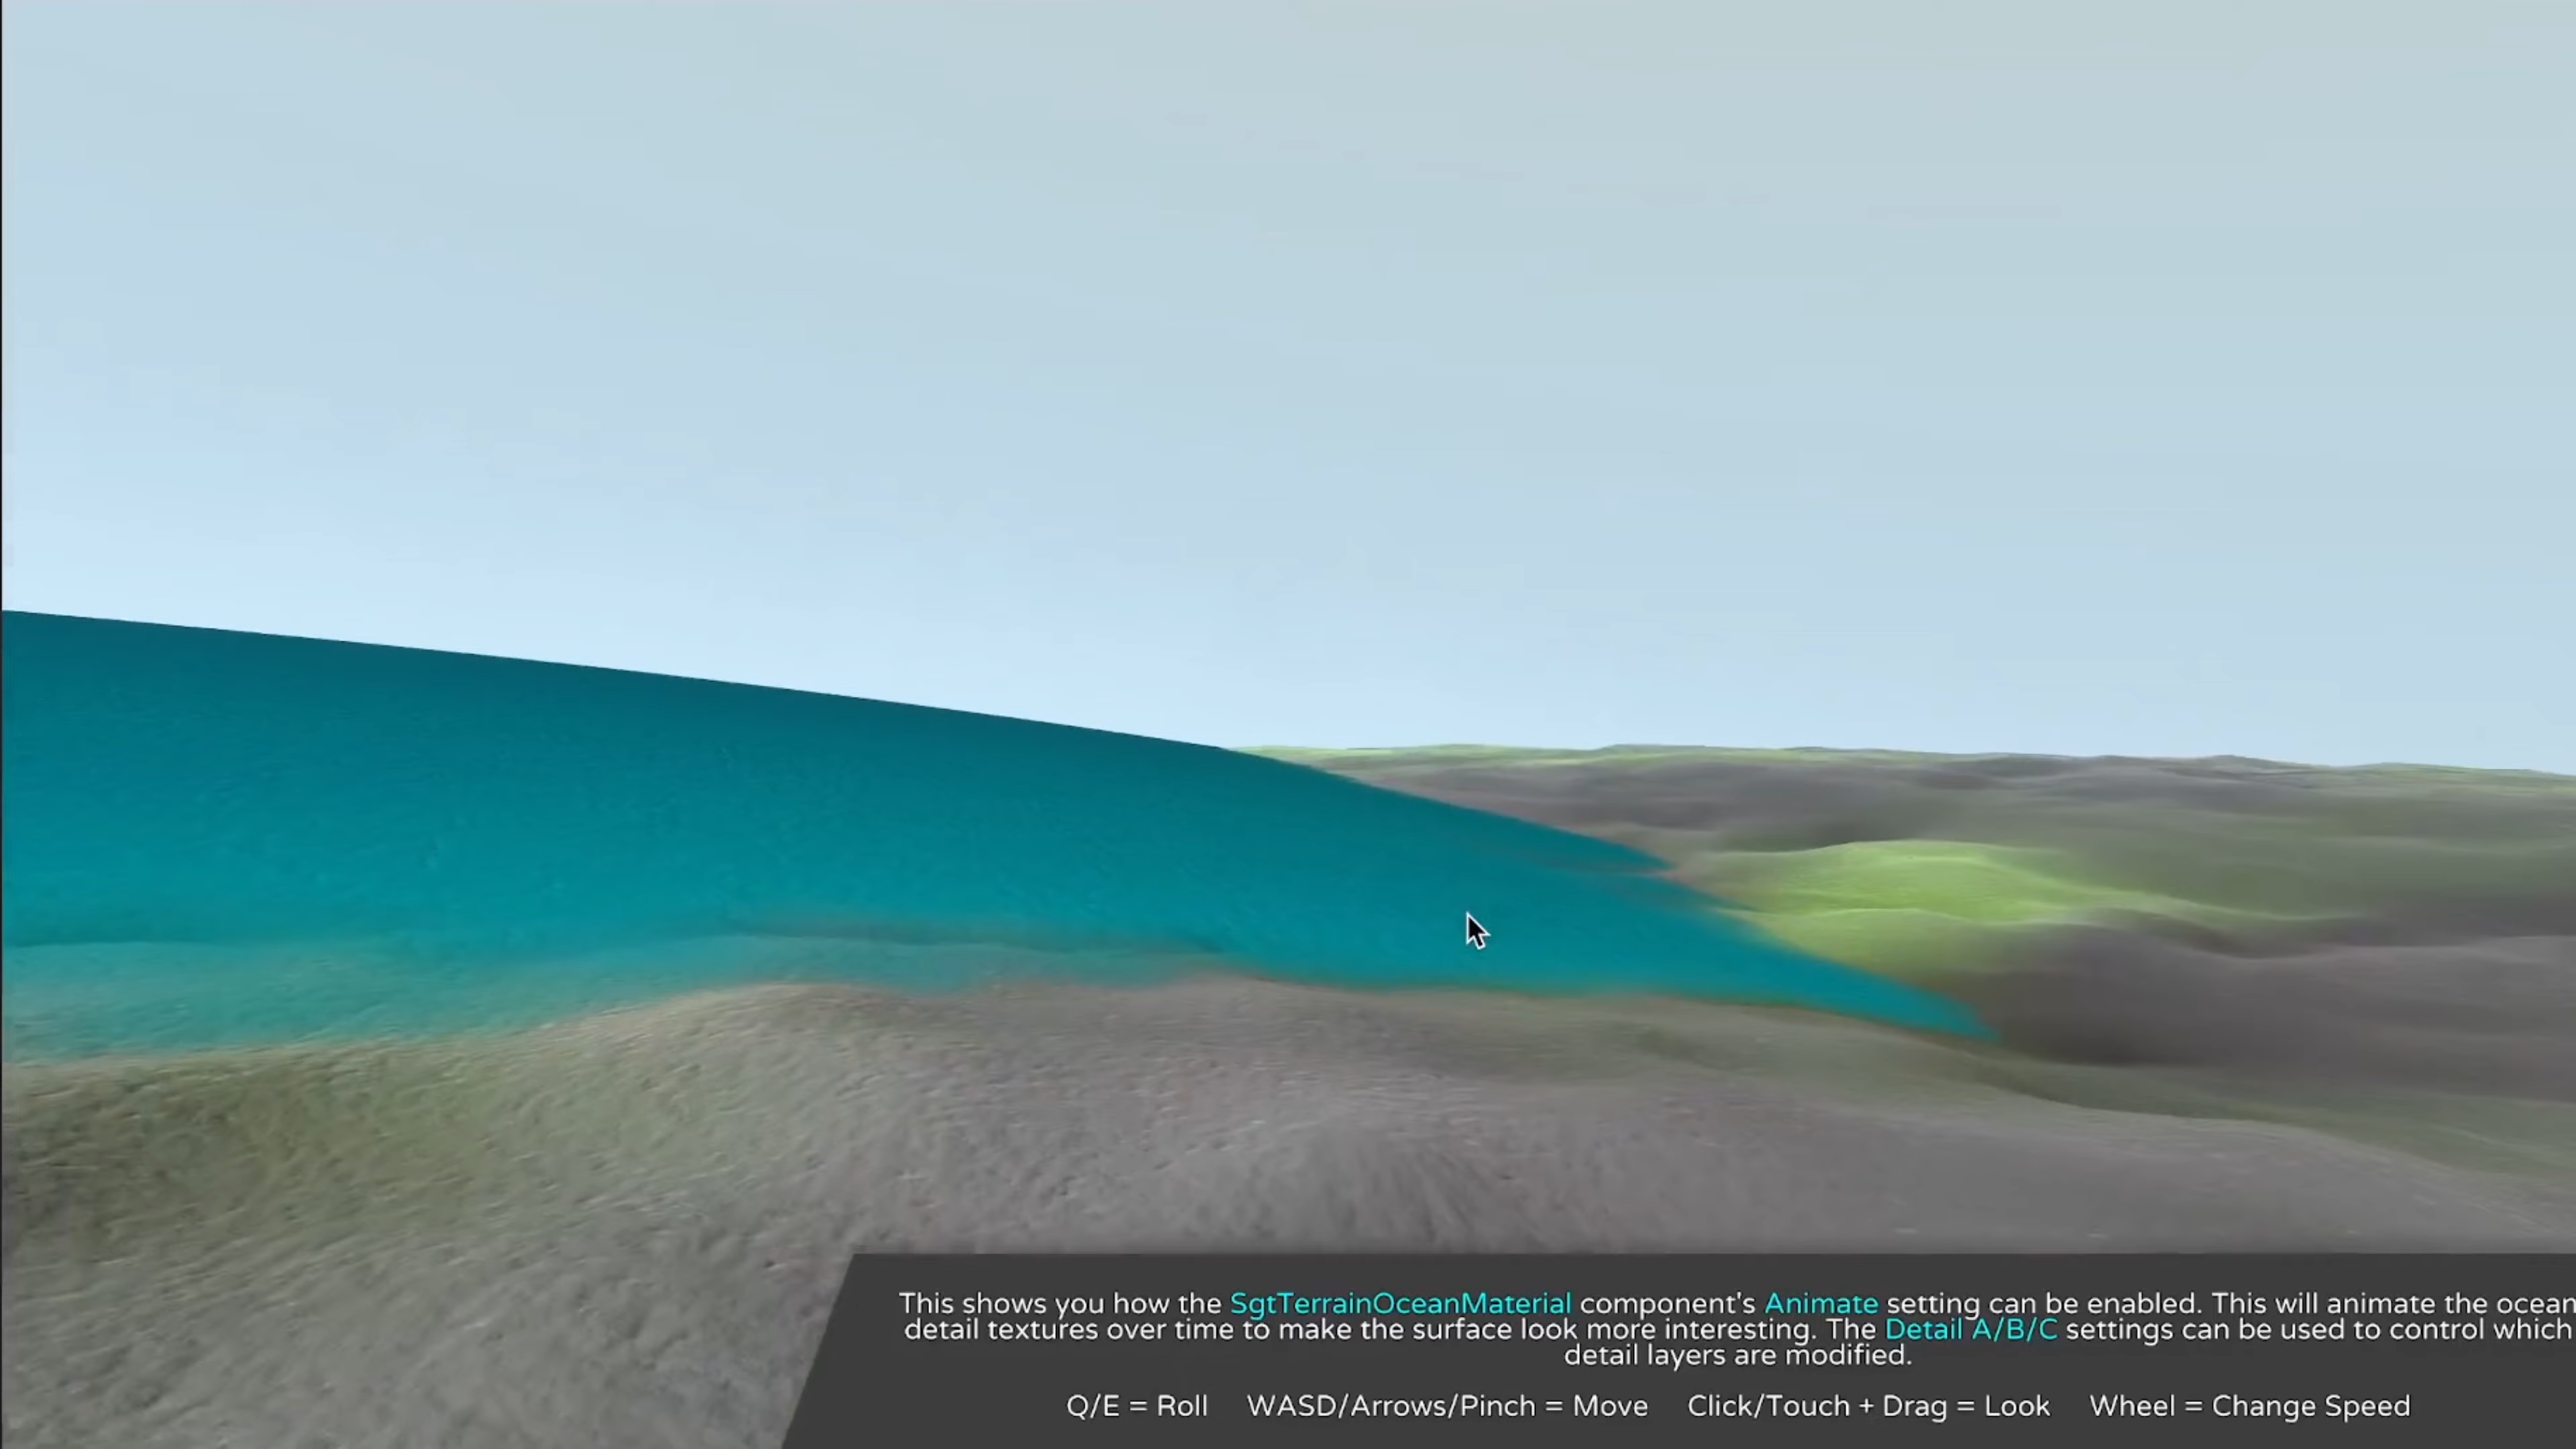 This shows you how the SgtTerrainOceanMaterial component's Animate setting can be enabled. This will animate the ocean
detail textures over time to make the surface look more interesting. The Detail A/B/C settings can be used to control which
detail layers are modified.
Q/E = Roll WASD/Arrows/Pinch = Move Click/Touch + Drag = Look Wheel = Change Speed